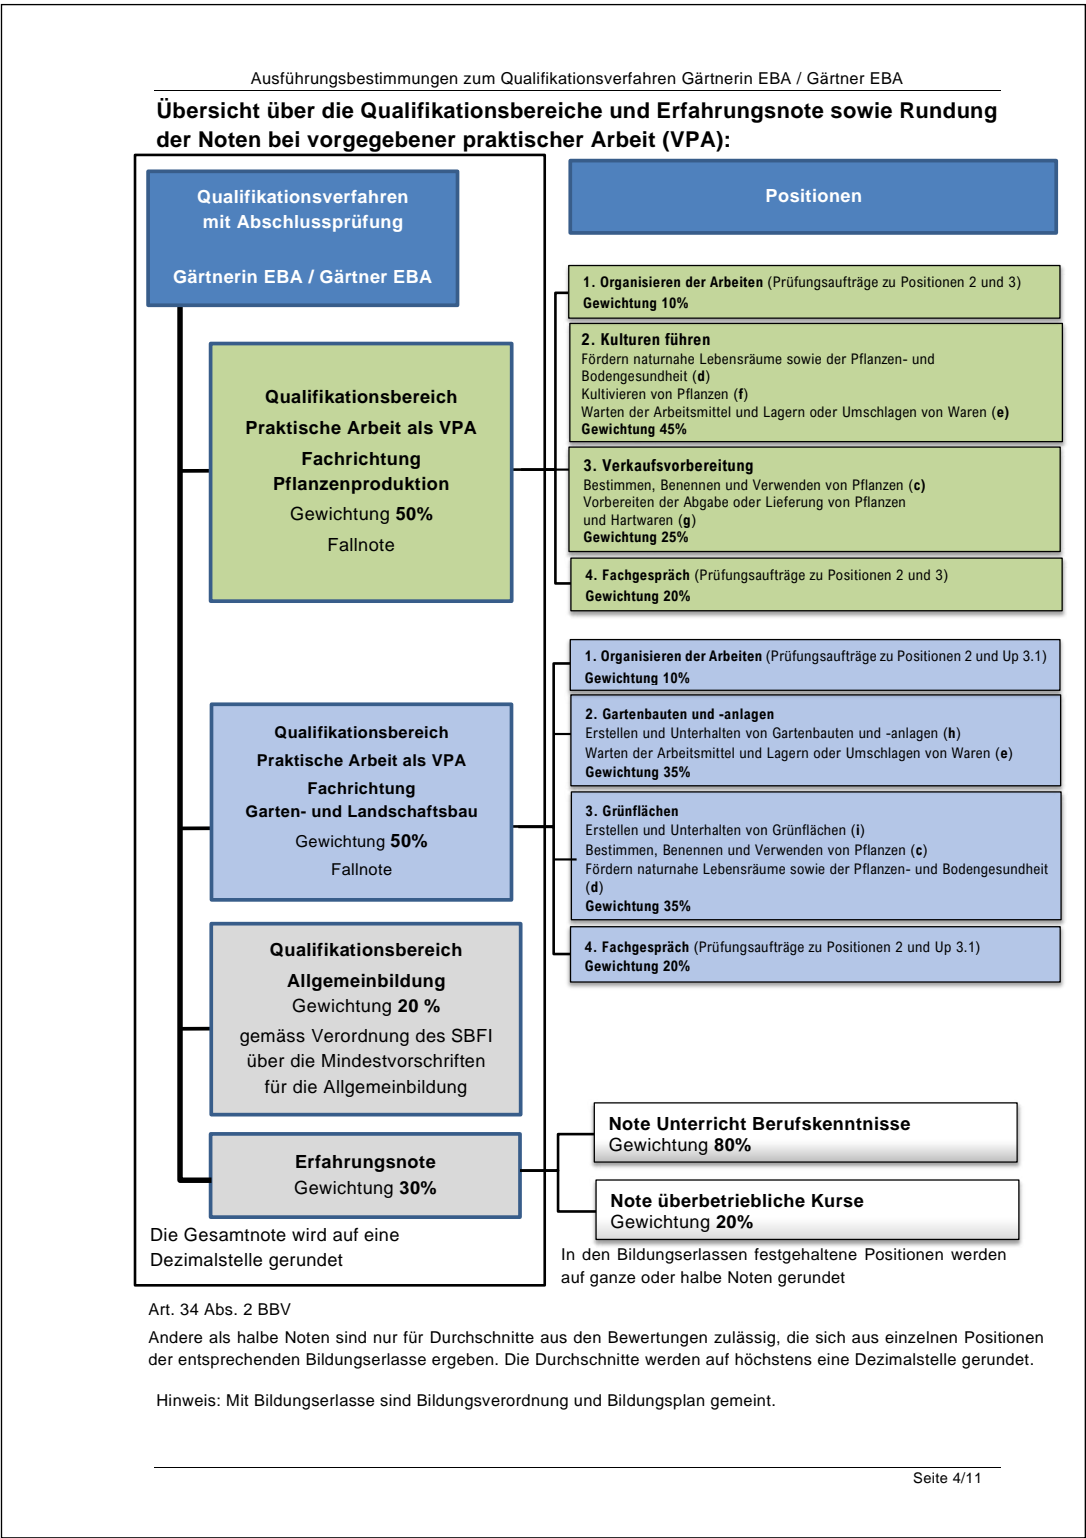 Ausführungsbestimmungen zum Qualifikationsverfahren Gärtnerin EBA / Gärtner EBA
Übersicht über die Qualifikationsbereiche und Erfahrungsnote sowie Rundung
der Noten bei vorgegebener praktischer Arbeit (VPA):
Qualifikationsverfahren
mit Abschlussprüfung
Gärtnerin EBA / Gärtner EBA
Positionen
Qualifikationsbereich
Praktische Arbeit als VPA
Fachrichtung
Pflanzenproduktion
Gewichtung 50%
Fallnote
1. Organisieren der Arbeiten (Prüfungsaufträge zu Positionen 2 und 3)
Gewichtung 10%
2. Kulturen führen
Fördern naturnahe Lebensräume sowie der Pflanzen- und
Bodengesundheit (d)
Kultivieren von Pflanzen (f)
Warten der Arbeitsmittel und Lagern oder Umschlagen von Waren (e)
Gewichtung 45%
3. Verkaufsvorbereitung
Bestimmen, Benennen und Verwenden von Pflanzen (c)
Vorbereiten der Abgabe oder Lieferung von Pflanzen
und Hartwaren (g)
Gewichtung 25%
4. Fachgespräch (Prüfungsaufträge zu Positionen 2 und 3)
Gewichtung 20%
Qualifikationsbereich
Praktische Arbeit als VPA
Fachrichtung
Garten- und Landschaftsbau
Gewichtung 50%
Fallnote
1. Organisieren der Arbeiten (Prüfungsaufträge zu Positionen 2 und Up 3.1)
Gewichtung 10%
2. Gartenbauten und -anlagen
Erstellen und Unterhalten von Gartenbauten und -anlagen (h)
Warten der Arbeitsmittel und Lagern oder Umschlagen von Waren (e)
Gewichtung 35%
3. Grünflächen
Erstellen und Unterhalten von Grünflächen (i)
Bestimmen, Benennen und Verwenden von Pflanzen (c)
Fördern naturnahe Lebensräume sowie der Pflanzen- und Bodengesundheit
(d)
Gewichtung 35%
4. Fachgespräch (Prüfungsaufträge zu Positionen 2 und Up 3.1)
Gewichtung 20%
Qualifikationsbereich
Allgemeinbildung
Gewichtung 20 %
gemäss Verordnung des SBFI
über die Mindestvorschriften
für die Allgemeinbildung
Erfahrungsnote
Gewichtung 30%
Note Unterricht Berufskenntnisse
Gewichtung 80%
Note überbetriebliche Kurse
Gewichtung 20%
Die Gesamtnote wird auf eine
Dezimalstelle gerundet
In den Bildungserlassen festgehaltene Positionen werden
auf ganze oder halbe Noten gerundet
Art. 34 Abs. 2 BBV
Andere als halbe Noten sind nur für Durchschnitte aus den Bewertungen zulässig, die sich aus einzelnen Positionen
der entsprechenden Bildungserlasse ergeben. Die Durchschnitte werden auf höchstens eine Dezimalstelle gerundet.
Hinweis: Mit Bildungserlasse sind Bildungsverordnung und Bildungsplan gemeint.
Seite 4/11